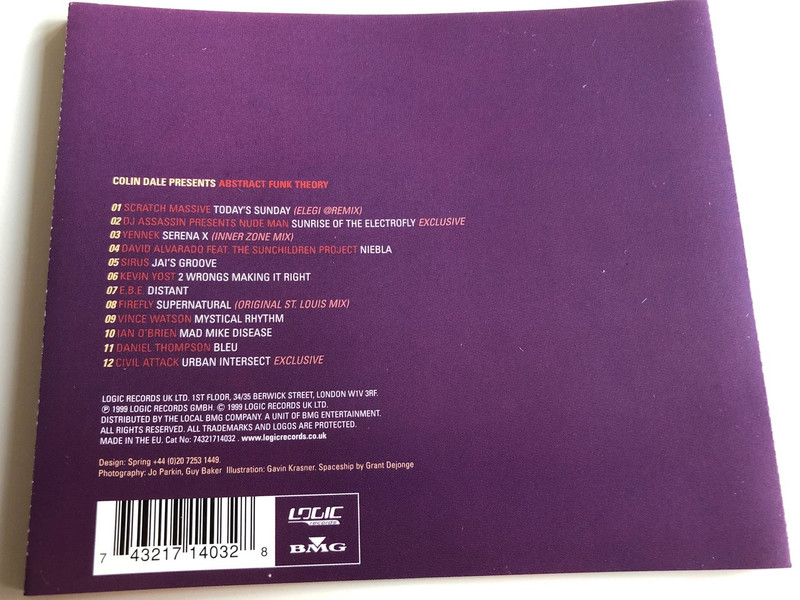 COLIN DALE PRESENTS ABSTRACT FUNK THEORY
01 SCRATCH MASSIVE TODAY'S SUNDAY (ELEGI @REMIX)
02 DJ ASSASSIN PRESENTS NUDE MAN SUNRISE OF THE ELECTROFLY EXCLUSIVE
03 YENNEK SERENA X (INNER ZONE MIX)
04 DAVID ALVARADO FEAT. THE SUNCHILDREN PROJECT NIEBLA
05 SIRUS JAI'S GROOVE
06 KEVIN YOST 2 WRONGS MAKING IT RIGHT
07 E.B.E. DISTANT
08 FIREFLY SUPERNATURAL (ORIGINAL ST. LOUIS MIX)
09 VINCE WATSON MYSTICAL RHYTHM
10 IAN O'BRIEN MAD MIKE DISEASE
11 DANIEL THOMPSON BLEU
12 CIVIL ATTACK URBAN INTERSECT EXCLUSIVE
LOGIC RECORDS UK LTD. 1ST FLOOR, 34/35 BERWICK STREET, LONDON W1V 3RF.
℗ 1999 LOGIC RECORDS GMBH. © 1999 LOGIC RECORDS UK LTD.
DISTRIBUTED BY THE LOCAL BMG COMPANY. A UNIT OF BMG ENTERTAINMENT.
ALL RIGHTS RESERVED. ALL TRADEMARKS AND LOGOS ARE PROTECTED.
MADE IN THE EU. Cat No: 74321714032 . www.logicrecords.co.uk
Design: Spring +44 (0)20 7253 1449.
Photography: Jo Parkin, Guy Baker Illustration: Gavin Krasner. Spaceship by Grant Dejonge
LOGIC
records
BMG
7 43217 14032 8